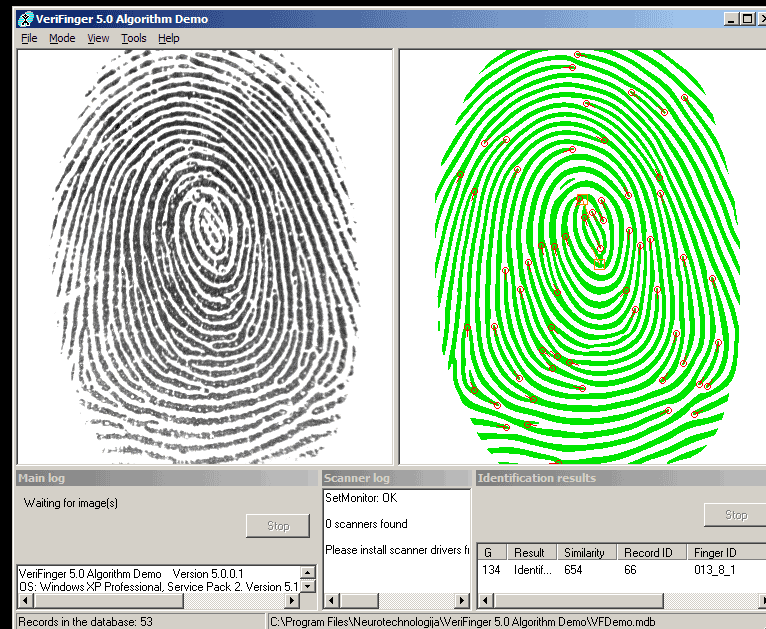 VeriFinger 5.0 Algorithm Demo
File Mode View Tools Help
Main log
Waiting for image(s)
Stop
VeriFinger 5.0 Algorithm Demo Version 5.0.0.1
OS: Windows XP Professional, Service Pack 2. Version 5.1
Scanner log
SetMonitor: OK
0 scanners found
Please install scanner drivers fr
Identification results
Stop
G Result Similarity Record ID Finger ID
134 Identif... 654 66 013_8_1
Records in the database: 53
C:\Program Files\Neurotechnologija\VeriFinger 5.0 Algorithm Demo\VFDemo.mdb